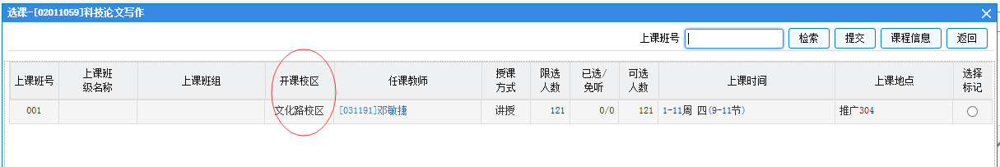 选课-[02011059]科技论文写作
上课班号 检索 提交 课程信息 返回
上课班号 上课班级名称 上课班组 开课校区 任课教师 授课方式 限选人数 已选/免听 可选人数 上课时间 上课地点 选择标记
001 文化路校区 [031191]邓敏捷 讲授 121 0/0 121 1-11周 四(9-11节) 推广304